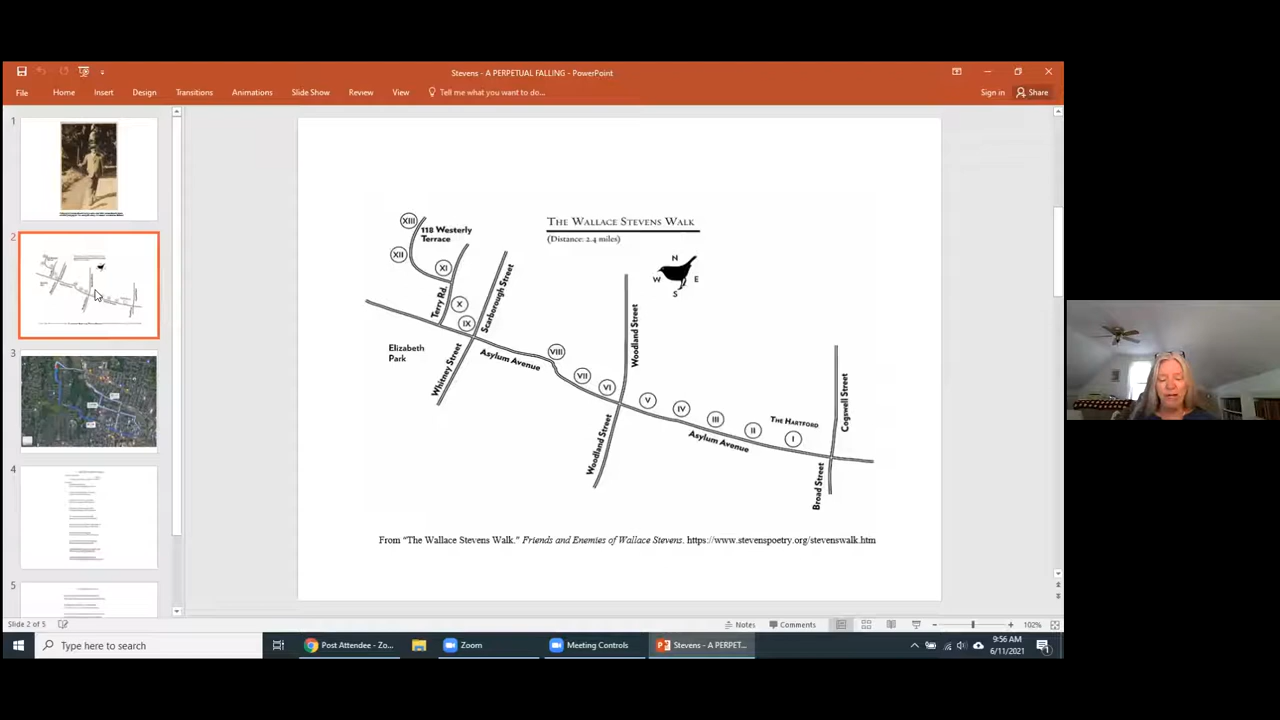 Stevens - A PERPETUAL FALLING - PowerPoint
File Home Insert Design Transitions Animations Slide Show Review View Tell me what you want to do... Sign in Share
1
2
3
4
5
THE WALLACE STEVENS WALK
(Distance: 2.4 miles)
N
W E
S
XIII
118 Westerly
Terrace
XII
XI
Terry Rd.
X
IX
Scarborough Street
Elizabeth
Park
Whitney Street
Asylum Avenue
VIII
VII
VI
Woodland Street
Woodland Street
V
IV
III
II
I
THE HARTFORD
Asylum Avenue
Cogswell Street
Broad Street
From “The Wallace Stevens Walk.” Friends and Enemies of Wallace Stevens. https://www.stevenspoetry.org/stevenswalk.htm
Slide 2 of 5 Notes Comments 102%
Type here to search Post Attendee - Zo... Zoom Meeting Controls Stevens - A PERPET...
9:56 AM
6/11/2021